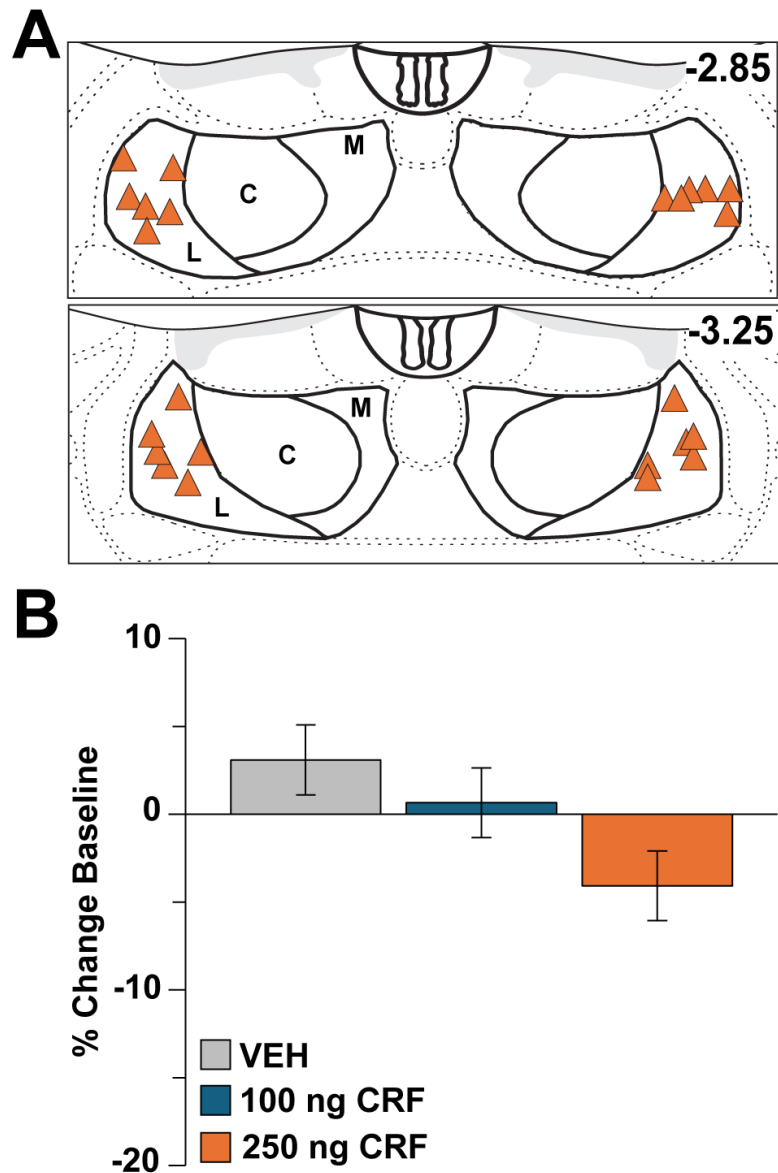 A
-2.85
M
C
L
-3.25
M
C
L
B
10
0
-10
-20
% Change Baseline
VEH
100 ng CRF
250 ng CRF